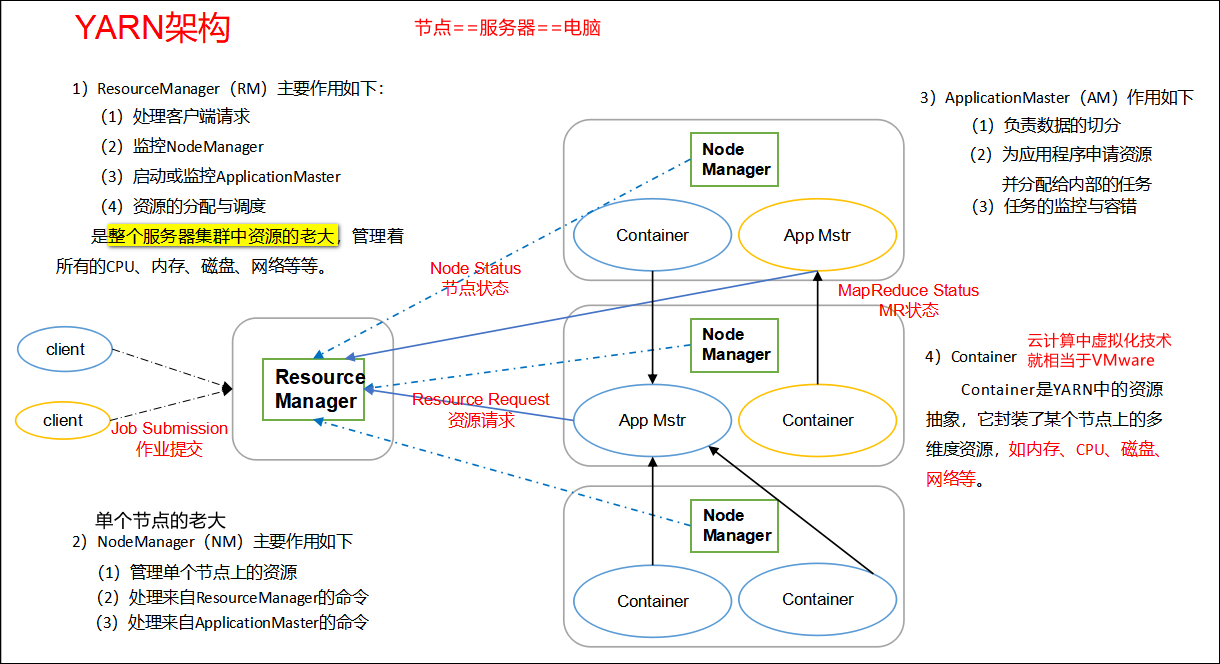 YARN架构
节点==服务器==电脑
1）ResourceManager（RM）主要作用如下：
（1）处理客户端请求
（2）监控NodeManager
（3）启动或监控ApplicationMaster
（4）资源的分配与调度
是整个服务器集群中资源的老大，管理着
所有的CPU、内存、磁盘、网络等等。
3）ApplicationMaster（AM）作用如下
（1）负责数据的切分
（2）为应用程序申请资源
并分配给内部的任务
（3）任务的监控与容错
Node
Manager
Container
App Mstr
Node Status
节点状态
MapReduce Status
MR状态
client
client
Job Submission
作业提交
Resource
Manager
Resource Request
资源请求
Node
Manager
App Mstr
Container
4）Container
云计算中虚拟化技术
就相当于VMware
Container是YARN中的资源
抽象，它封装了某个节点上的多
维度资源，如内存、CPU、磁盘、
网络等。
单个节点的老大
2）NodeManager（NM）主要作用如下
（1）管理单个节点上的资源
（2）处理来自ResourceManager的命令
（3）处理来自ApplicationMaster的命令
Node
Manager
Container
Container